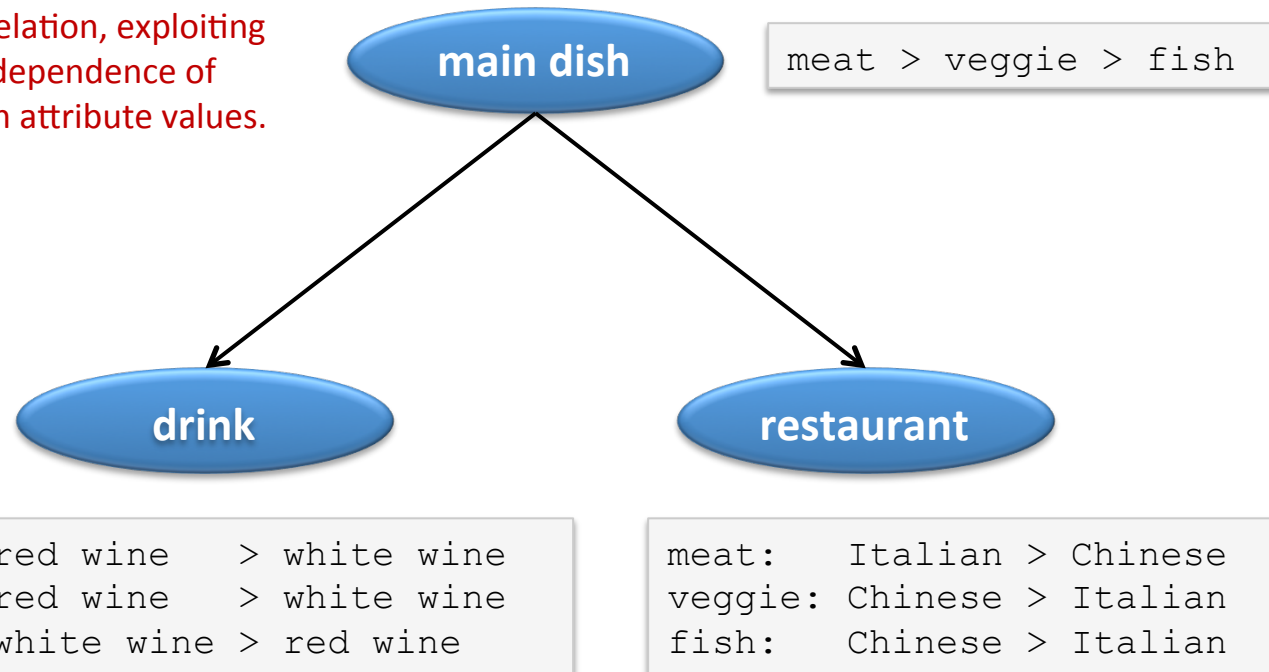 elation, exploiting
dependence of
n attribute values.
main dish
meat > veggie > fish
drink
restaurant
red wine > white wine
red wine > white wine
white wine > red wine
meat: Italian > Chinese
veggie: Chinese > Italian
fish: Chinese > Italian